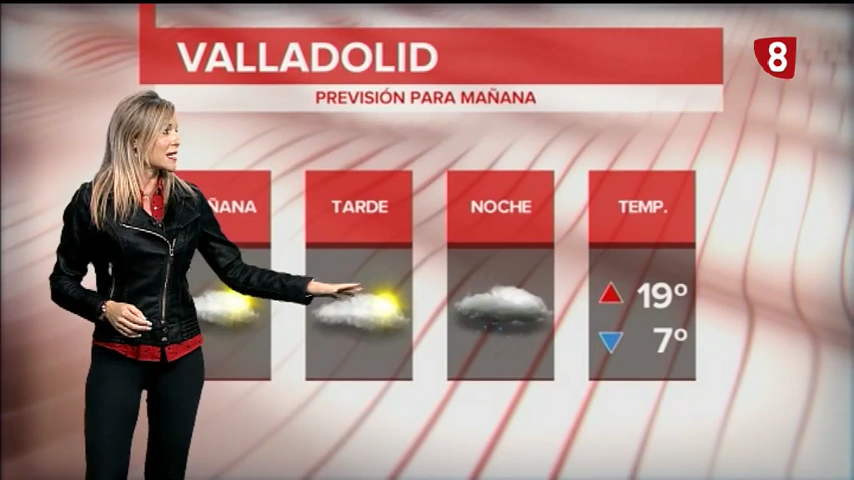 VALLADOLID
8
PREVISIÓN PARA MAÑANA
ÑANA TARDE NOCHE TEMP.
19º
7º